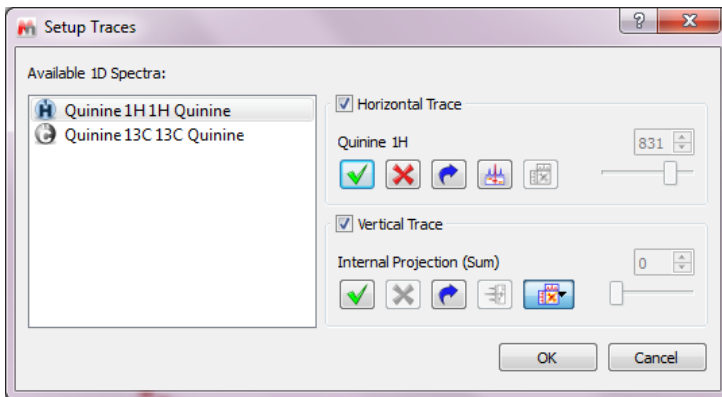 Setup Traces
Available 1D Spectra:
Quinine 1H 1H Quinine
Quinine 13C 13C Quinine
Horizontal Trace
Quinine 1H
831
Vertical Trace
Internal Projection (Sum)
0
OK
Cancel